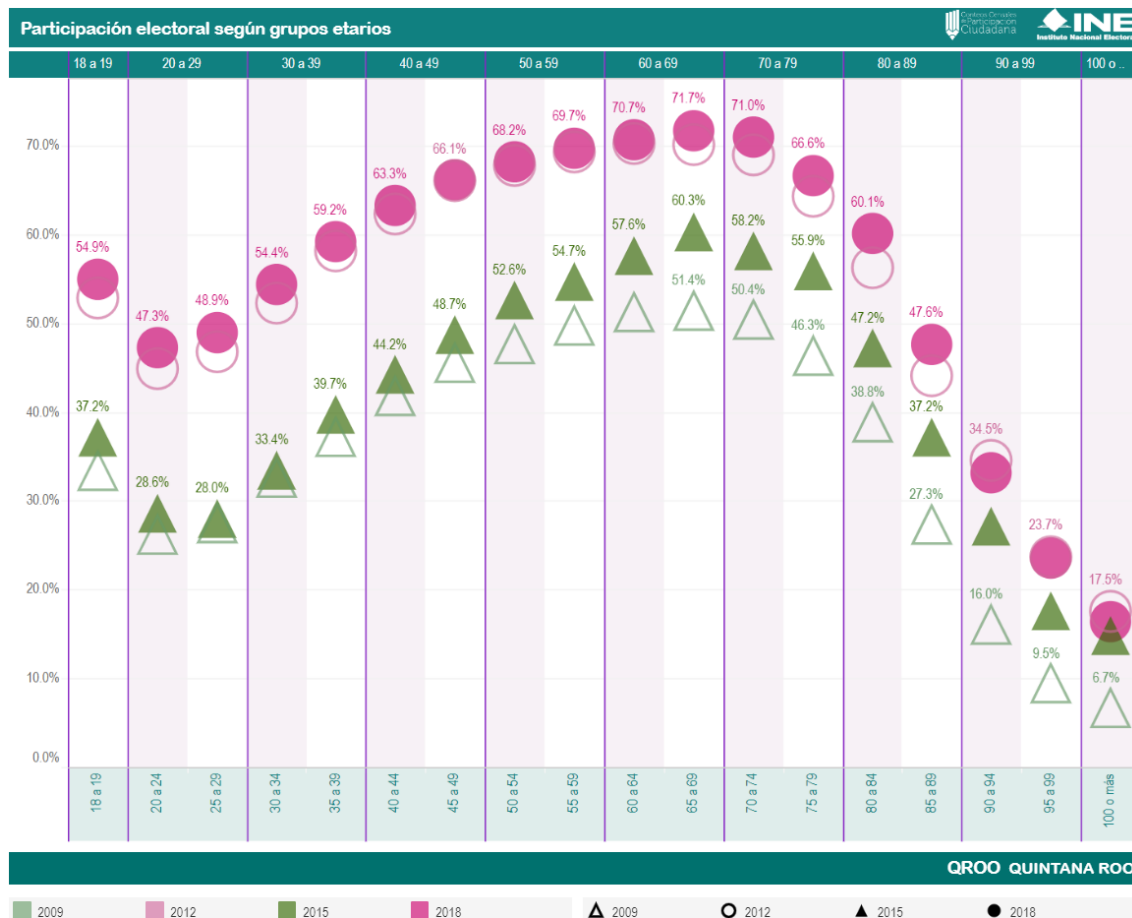 Participación electoral según grupos etarios
Conteos Censales
de Participación
Ciudadana
INE
Instituto Nacional Electora
18 a 19 20 a 29 30 a 39 40 a 49 50 a 59 60 a 69 70 a 79 80 a 89 90 a 99 100 o ..
70.0%
60.0%
50.0%
40.0%
30.0%
20.0%
10.0%
0.0%
54.9% 47.3% 48.9% 54.4% 59.2% 63.3% 66.1% 68.2% 69.7% 70.7% 71.7% 71.0% 66.6% 60.1% 47.6% 34.5% 23.7% 17.5%
37.2% 28.6% 28.0% 33.4% 39.7% 44.2% 48.7% 52.6% 54.7% 57.6% 60.3% 58.2% 55.9% 47.2% 37.2%
51.4% 50.4% 46.3% 38.8% 27.3% 16.0% 9.5% 6.7%
18 a 19 20 a 24 25 a 29 30 a 34 35 a 39 40 a 44 45 a 49 50 a 54 55 a 59 60 a 64 65 a 69 70 a 74 75 a 79 80 a 84 85 a 89 90 a 94 95 a 99 100 o más
QROO QUINTANA ROO
2009 2012 2015 2018 2009 2012 2015 2018